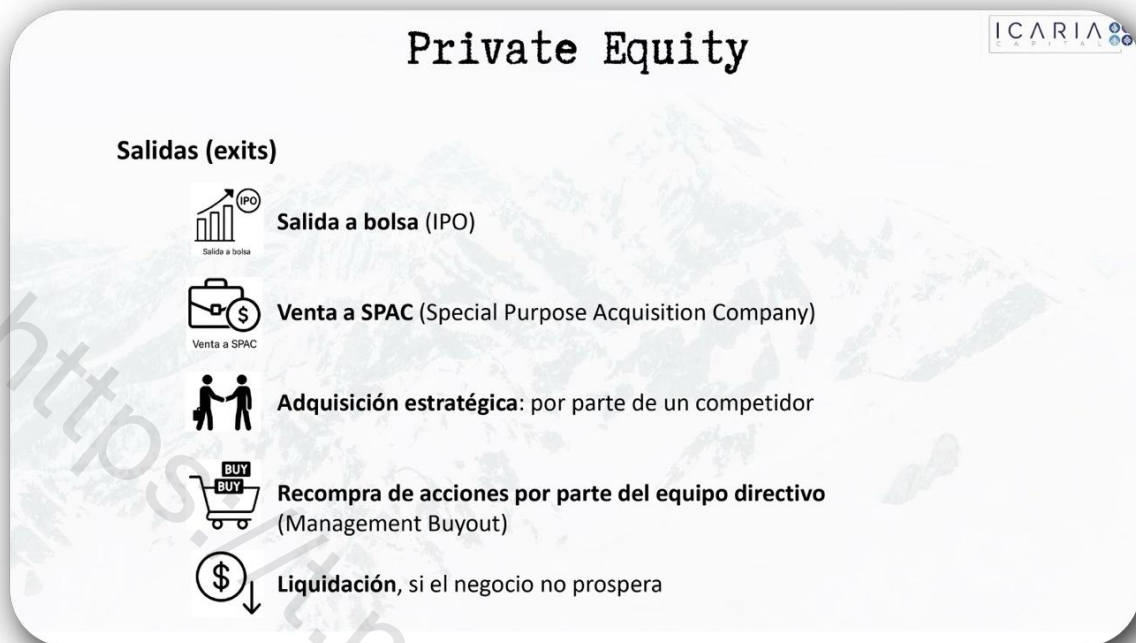 Private Equity
ICARIA
CAPITAL
Salidas (exits)
IPO
Salida a bolsa
Salida a bolsa (IPO)
$
Venta a SPAC
Venta a SPAC (Special Purpose Acquisition Company)
Adquisición estratégica: por parte de un competidor
BUY
BUY
Recompra de acciones por parte del equipo directivo
(Management Buyout)
$
Liquidación, si el negocio no prospera
https://t.